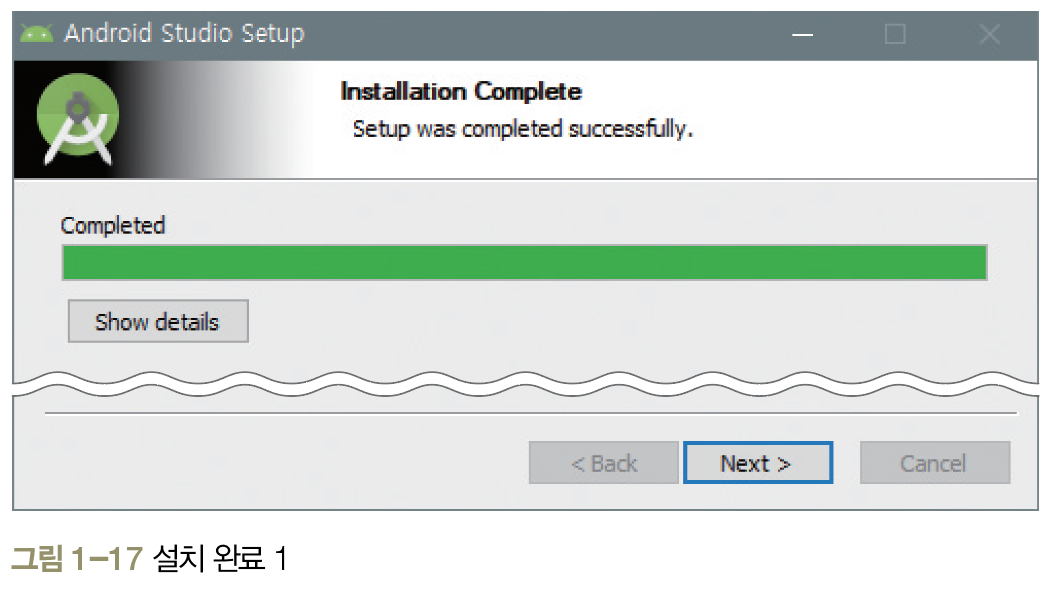 Android Studio Setup
Installation Complete
Setup was completed successfully.
Completed
Show details
< Back Next > Cancel
그림 1-17 설치 완료 1